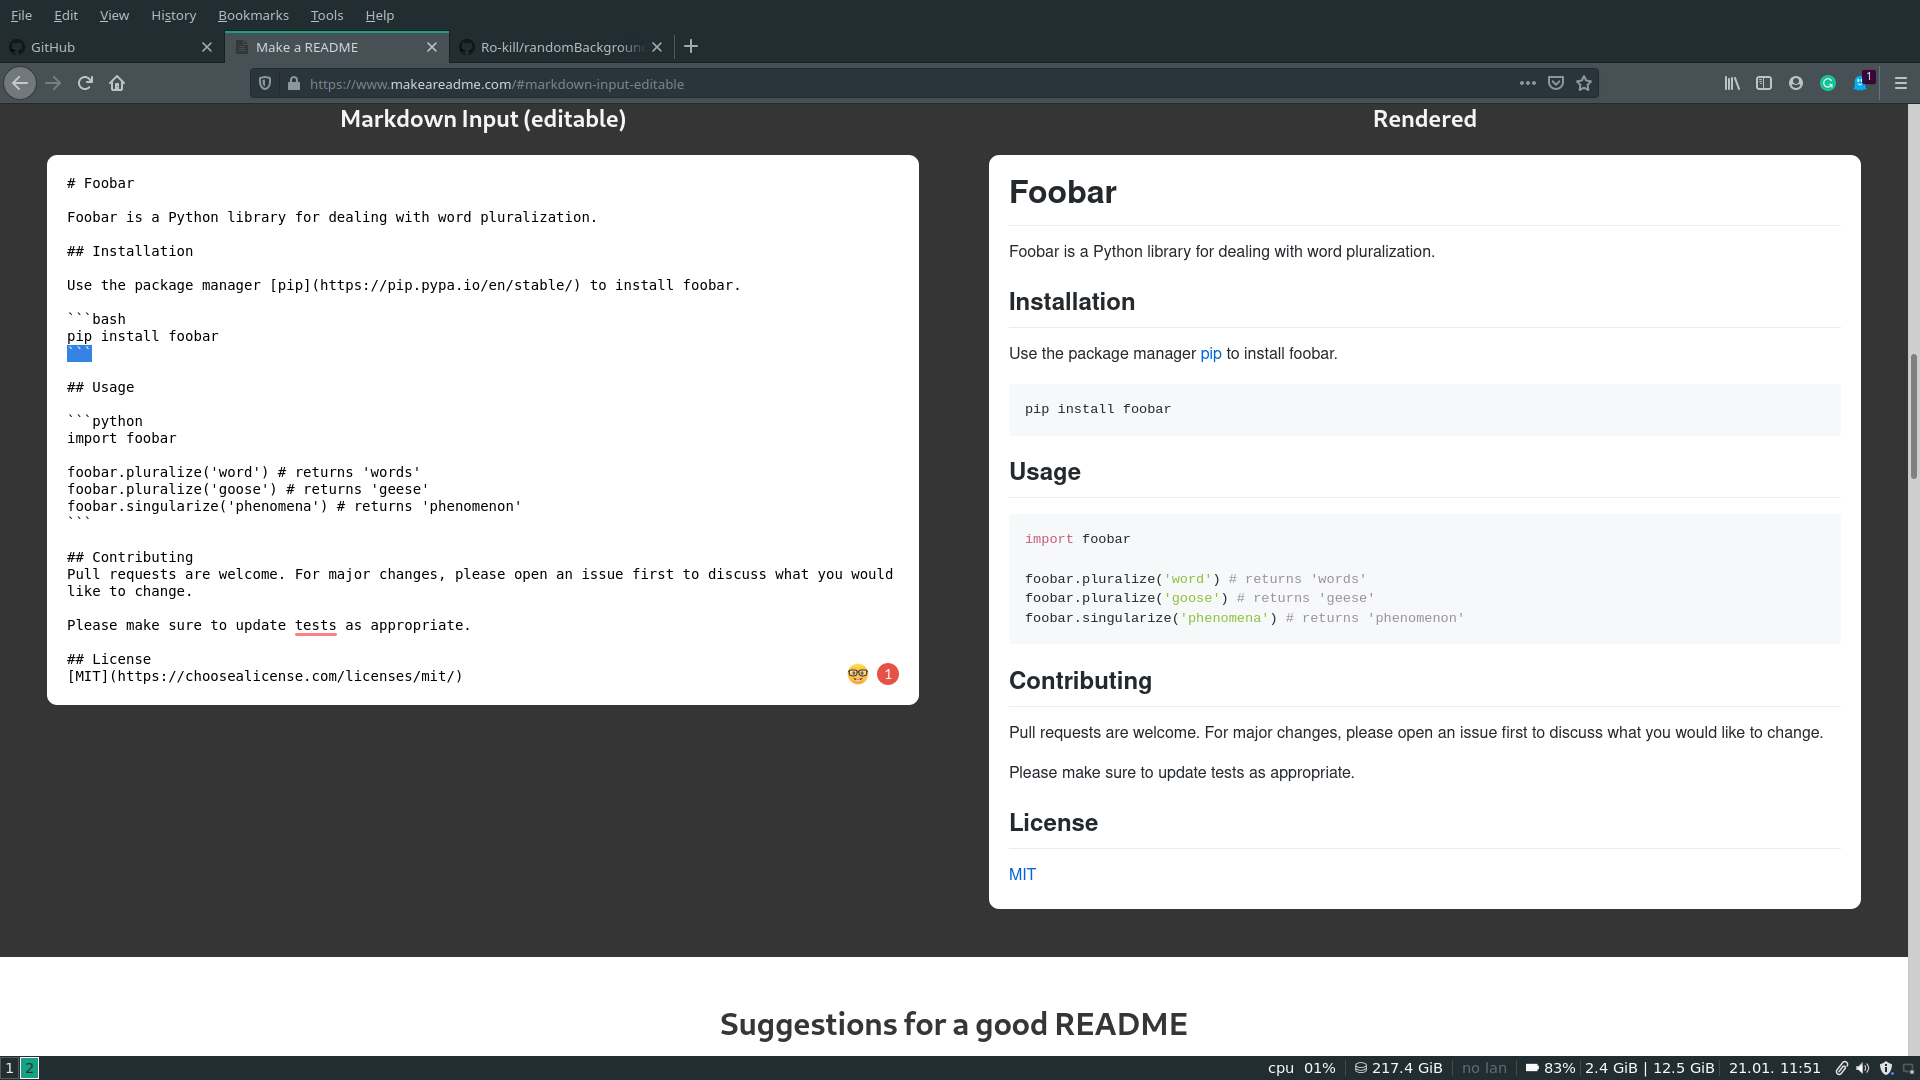 File Edit View History Bookmarks Tools Help
GitHub
Make a README
Ro-kill/randomBackgroun
https://www.makeareadme.com/#markdown-input-editable
1
Markdown Input (editable)
# Foobar
Foobar is a Python library for dealing with word pluralization.
## Installation
Use the package manager [pip](https://pip.pypa.io/en/stable/) to install foobar.
```bash
pip install foobar
```
## Usage
```python
import foobar
foobar.pluralize('word') # returns 'words'
foobar.pluralize('goose') # returns 'geese'
foobar.singularize('phenomena') # returns 'phenomenon'
```
## Contributing
Pull requests are welcome. For major changes, please open an issue first to discuss what you would
like to change.
Please make sure to update tests as appropriate.
## License
[MIT](https://choosealicense.com/licenses/mit/)
1
Rendered
Foobar
Foobar is a Python library for dealing with word pluralization.
Installation
Use the package manager pip to install foobar.
pip install foobar
Usage
import foobar
foobar.pluralize('word') # returns 'words'
foobar.pluralize('goose') # returns 'geese'
foobar.singularize('phenomena') # returns 'phenomenon'
Contributing
Pull requests are welcome. For major changes, please open an issue first to discuss what you would like to change.
Please make sure to update tests as appropriate.
License
MIT
Suggestions for a good README
1 2 cpu 01% 217.4 GiB no lan 83% 2.4 GiB | 12.5 GiB 21.01. 11:51